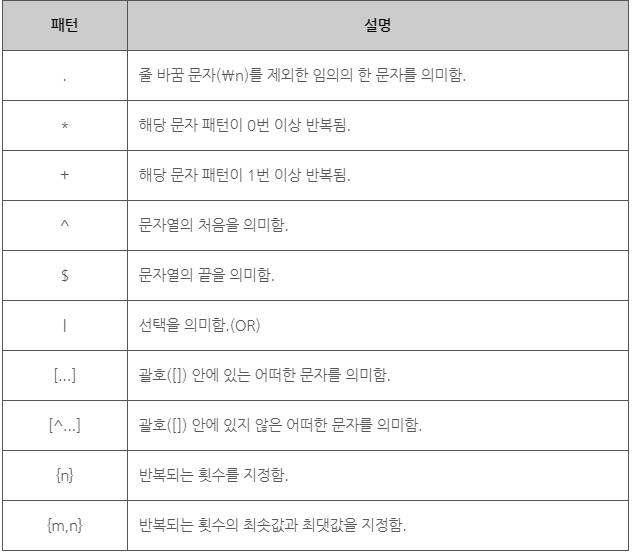 패턴 설명
. 줄 바꿈 문자(₩n)를 제외한 임의의 한 문자를 의미함.
* 해당 문자 패턴이 0번 이상 반복됨.
+ 해당 문자 패턴이 1번 이상 반복됨.
^ 문자열의 처음을 의미함.
$ 문자열의 끝을 의미함.
| 선택을 의미함.(OR)
[...] 괄호([]) 안에 있는 어떠한 문자를 의미함.
[^...] 괄호([]) 안에 있지 않은 어떠한 문자를 의미함.
{n} 반복되는 횟수를 지정함.
{m,n} 반복되는 횟수의 최솟값과 최댓값을 지정함.